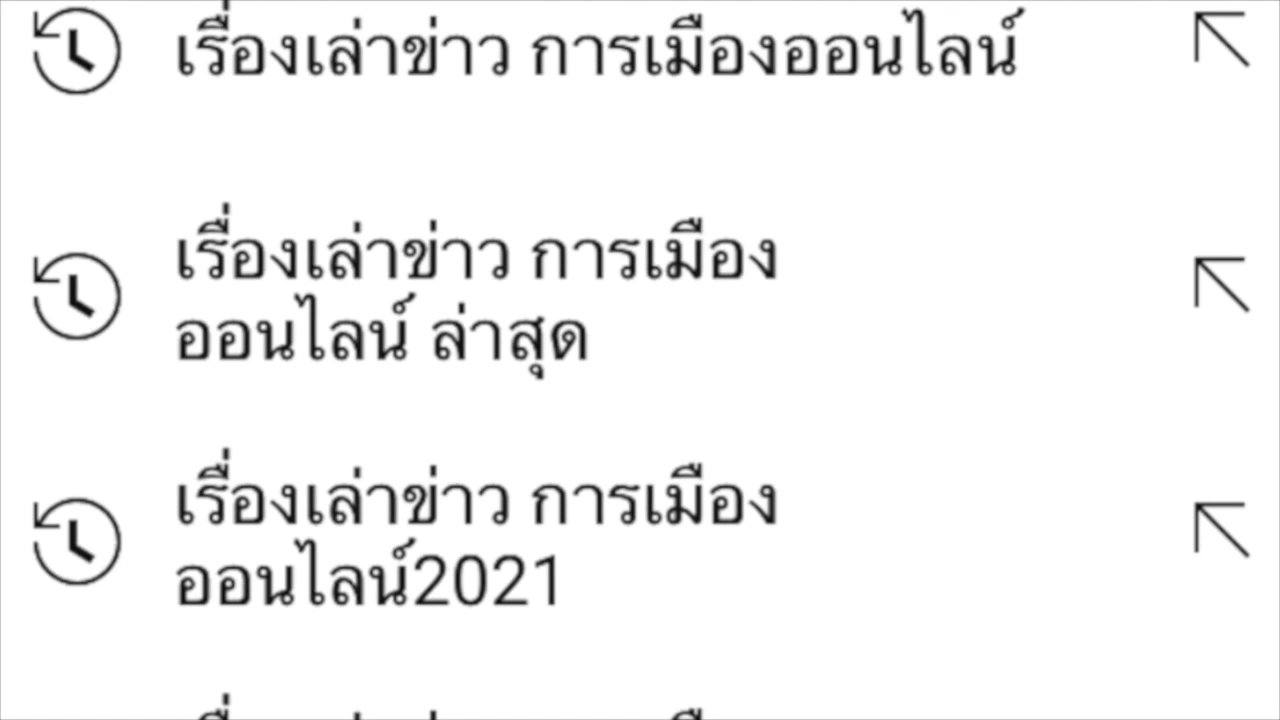 เรื่องเล่าข่าว การเมืองออนไลน์
เรื่องเล่าข่าว การเมือง
ออนไลน์ ล่าสุด
เรื่องเล่าข่าว การเมือง
ออนไลน์2021